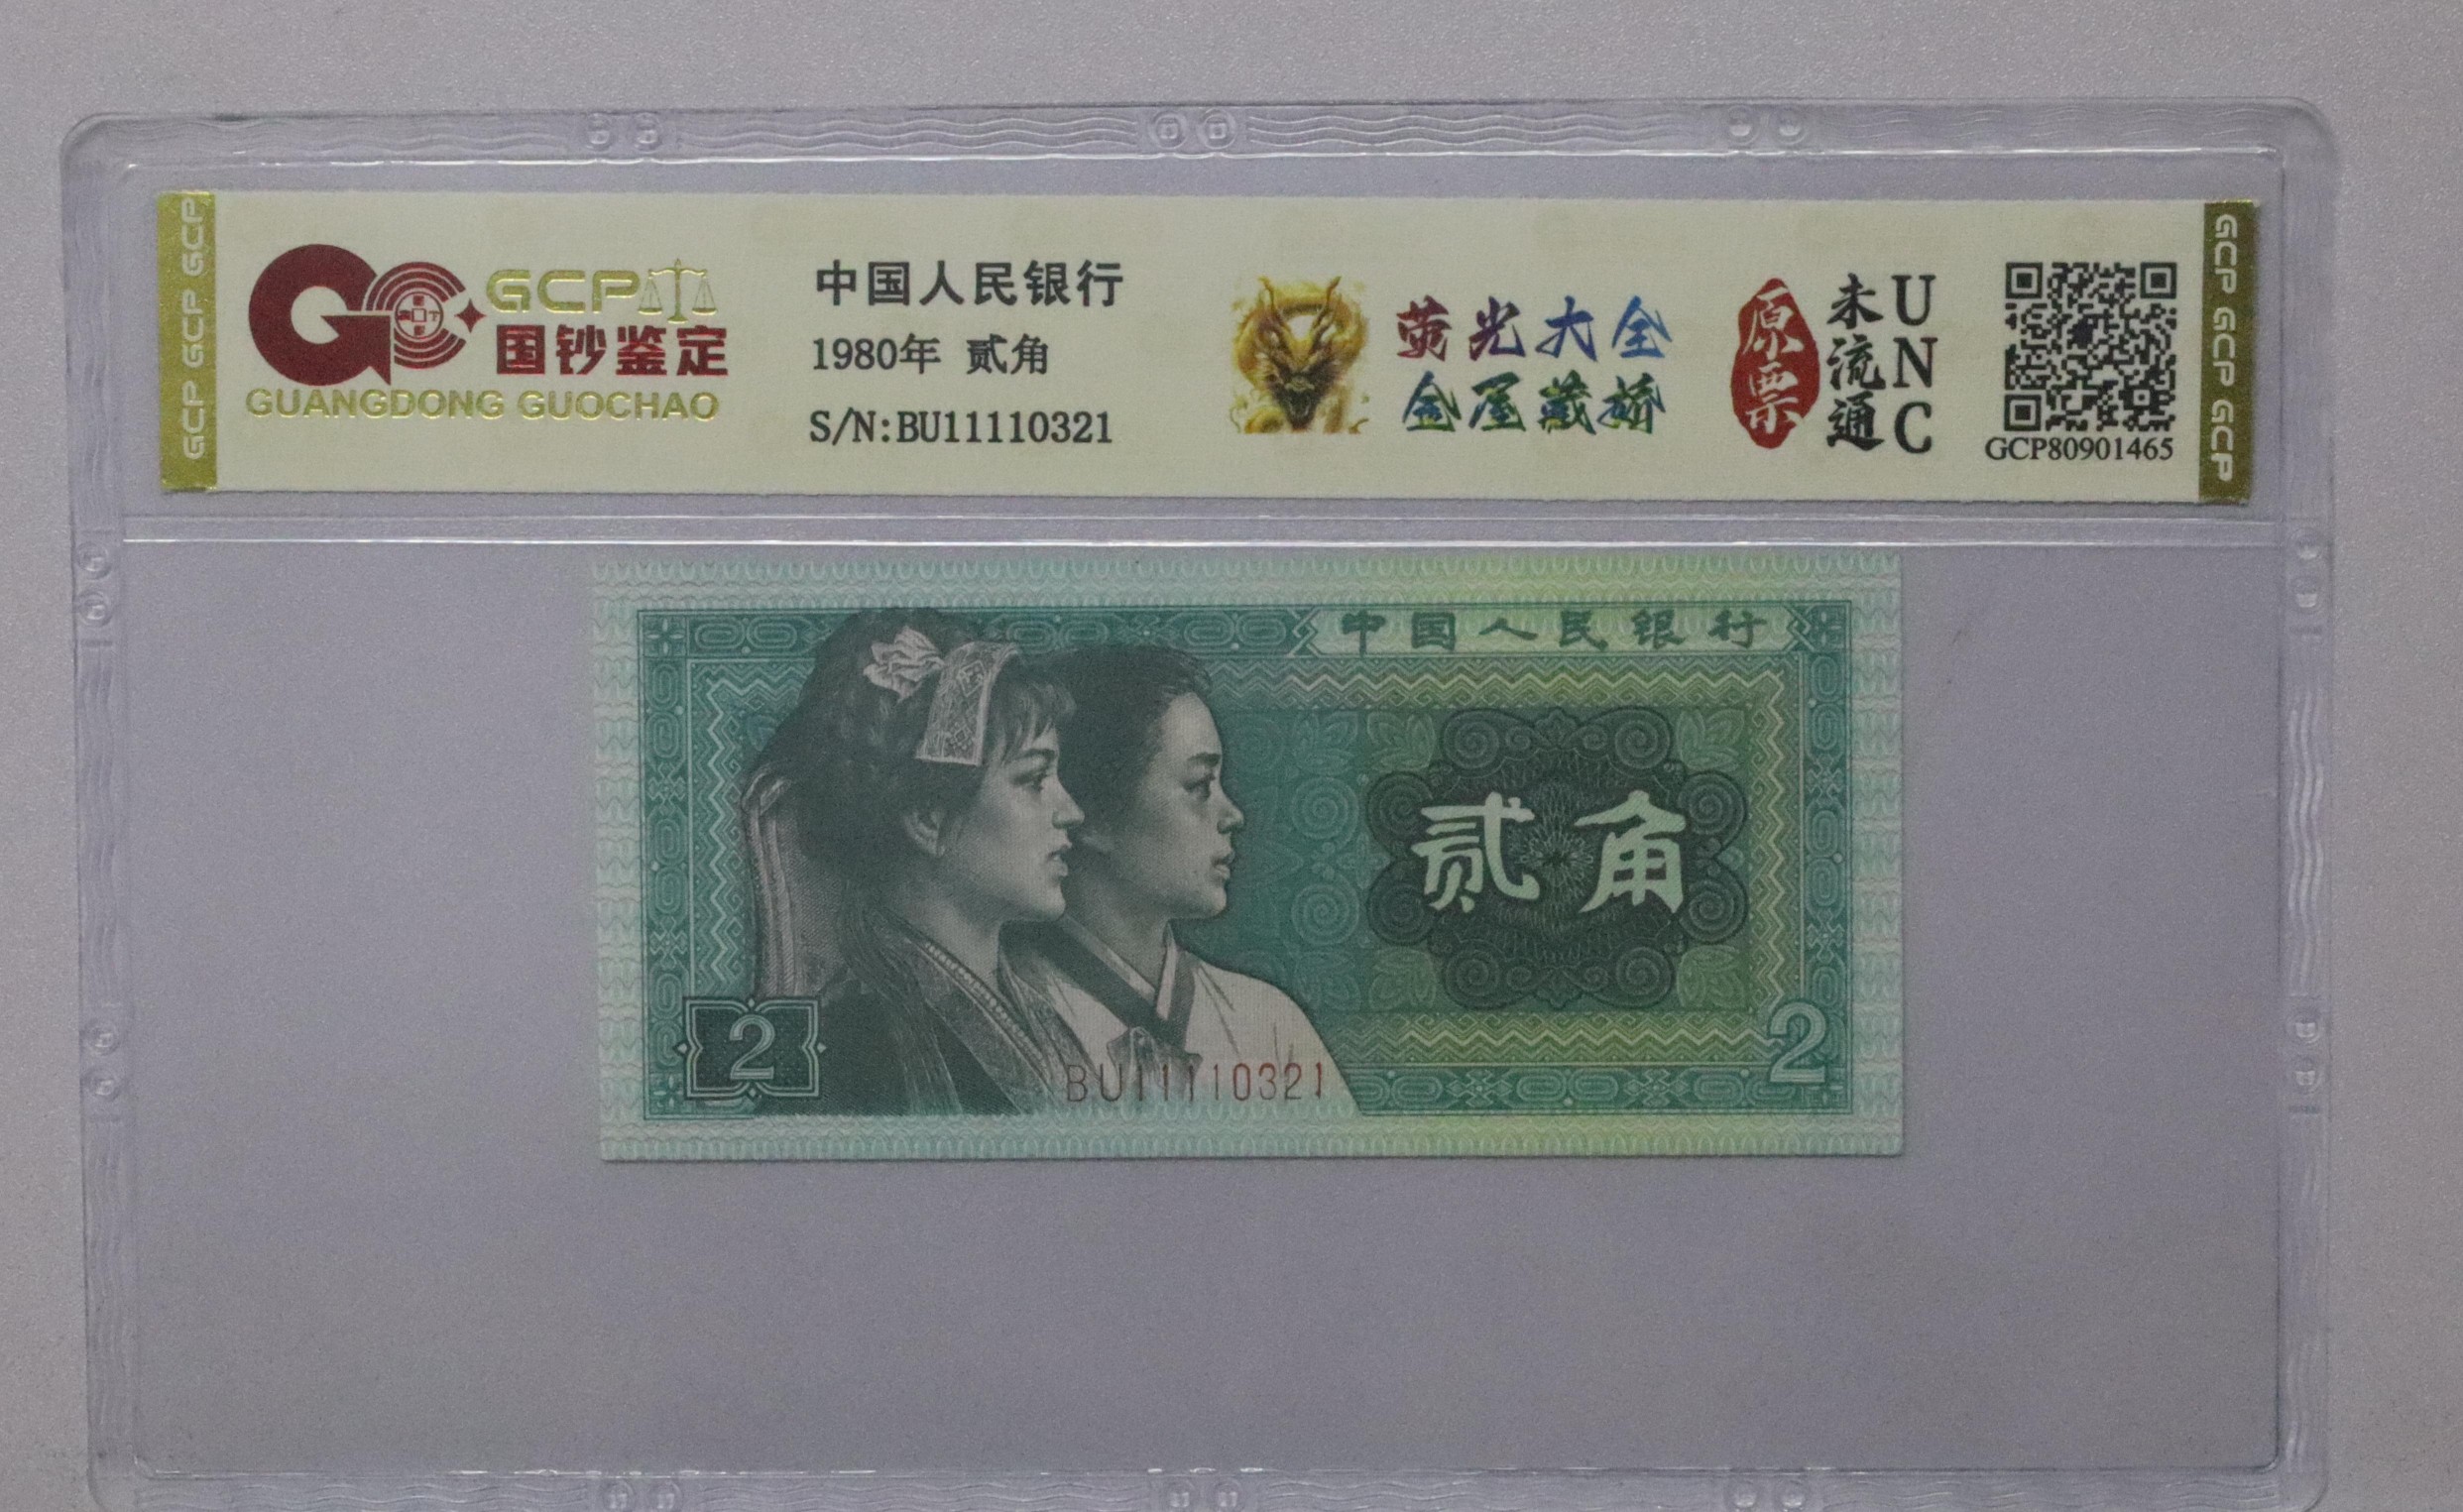 GCP GCP GCP
GCP
国钞鉴定
GUANGDONG GUOCHAO
中国人民银行
1980年 贰角
S/N:BU11110321
荧光大全
金屋藏娇
原票
未流通
UNC
GCP80901465
GCP GCP GCP
中国人民银行
贰角
2
BU11110321
2